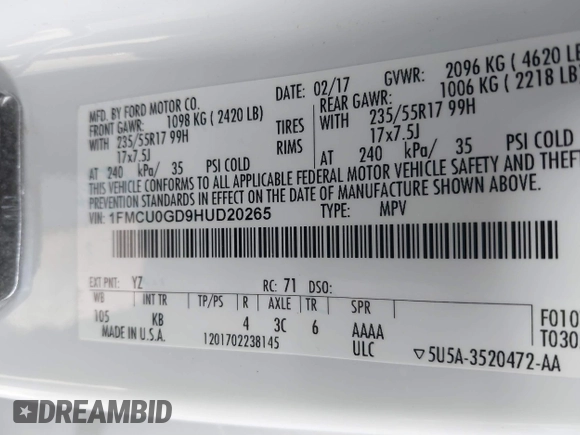 MFD. BY FORD MOTOR CO.
DATE: 02/17 GVWR: 2096 KG ( 4620 LB
FRONT GAWR: 1098 KG ( 2420 LB)
REAR GAWR: 1006 KG ( 2218 LB)
WITH 235/55R17 99H TIRES WITH 235/55R17 99H
17x7.5J RIMS 17x7.5J
AT 240 kPa/ 35 PSI COLD AT 240 kPa/ 35 PSI COLD
THIS VEHICLE CONFORMS TO ALL APPLICABLE FEDERAL MOTOR VEHICLE SAFETY AND THEFT
PREVENTION STANDARDS IN EFFECT ON THE DATE OF MANUFACTURE SHOWN ABOVE.
VIN: 1FMCU0GD9HUD20265 TYPE: MPV
EXT PNT: YZ RC: 71 DSO:
WB INT TR TP/PS R AXLE TR SPR
105 KB 4 3C 6 AAAA
MADE IN U.S.A. 1201702238145 ULC
F010
T030
▽5U5A-3520472-AA
DREAMBID